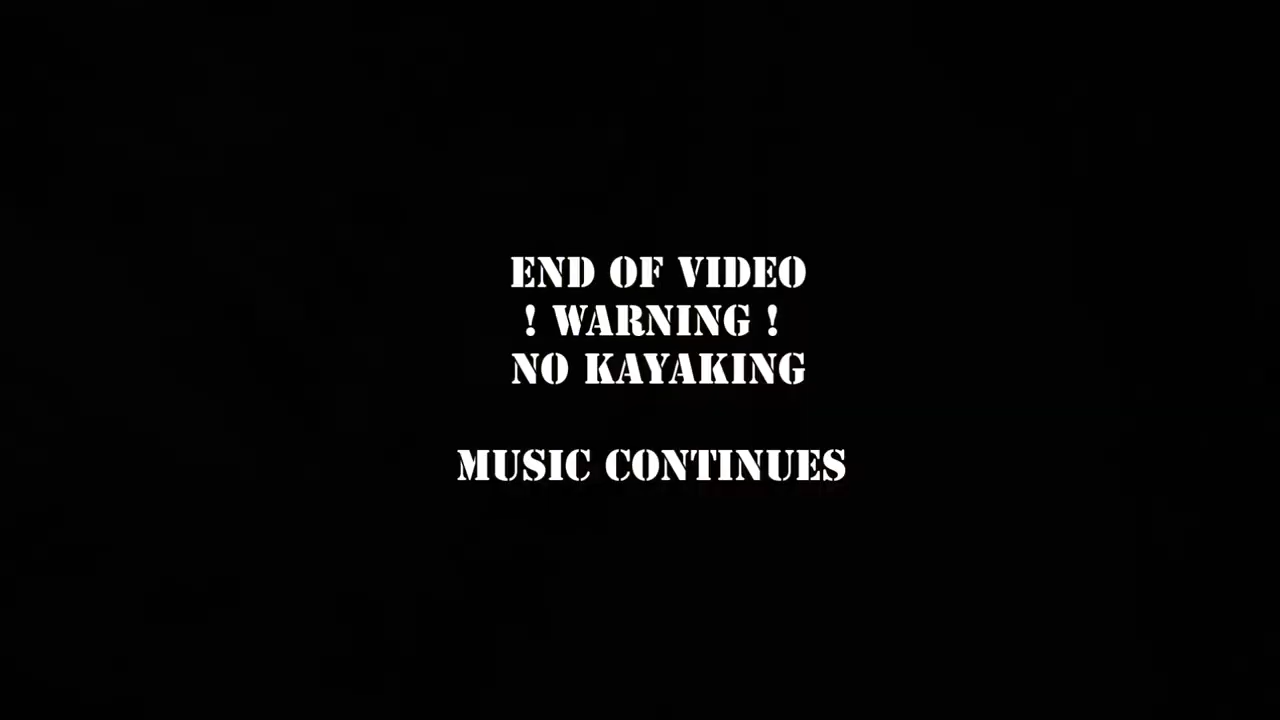 END OF VIDEO
! WARNING !
NO KAYAKING
MUSIC CONTINUES